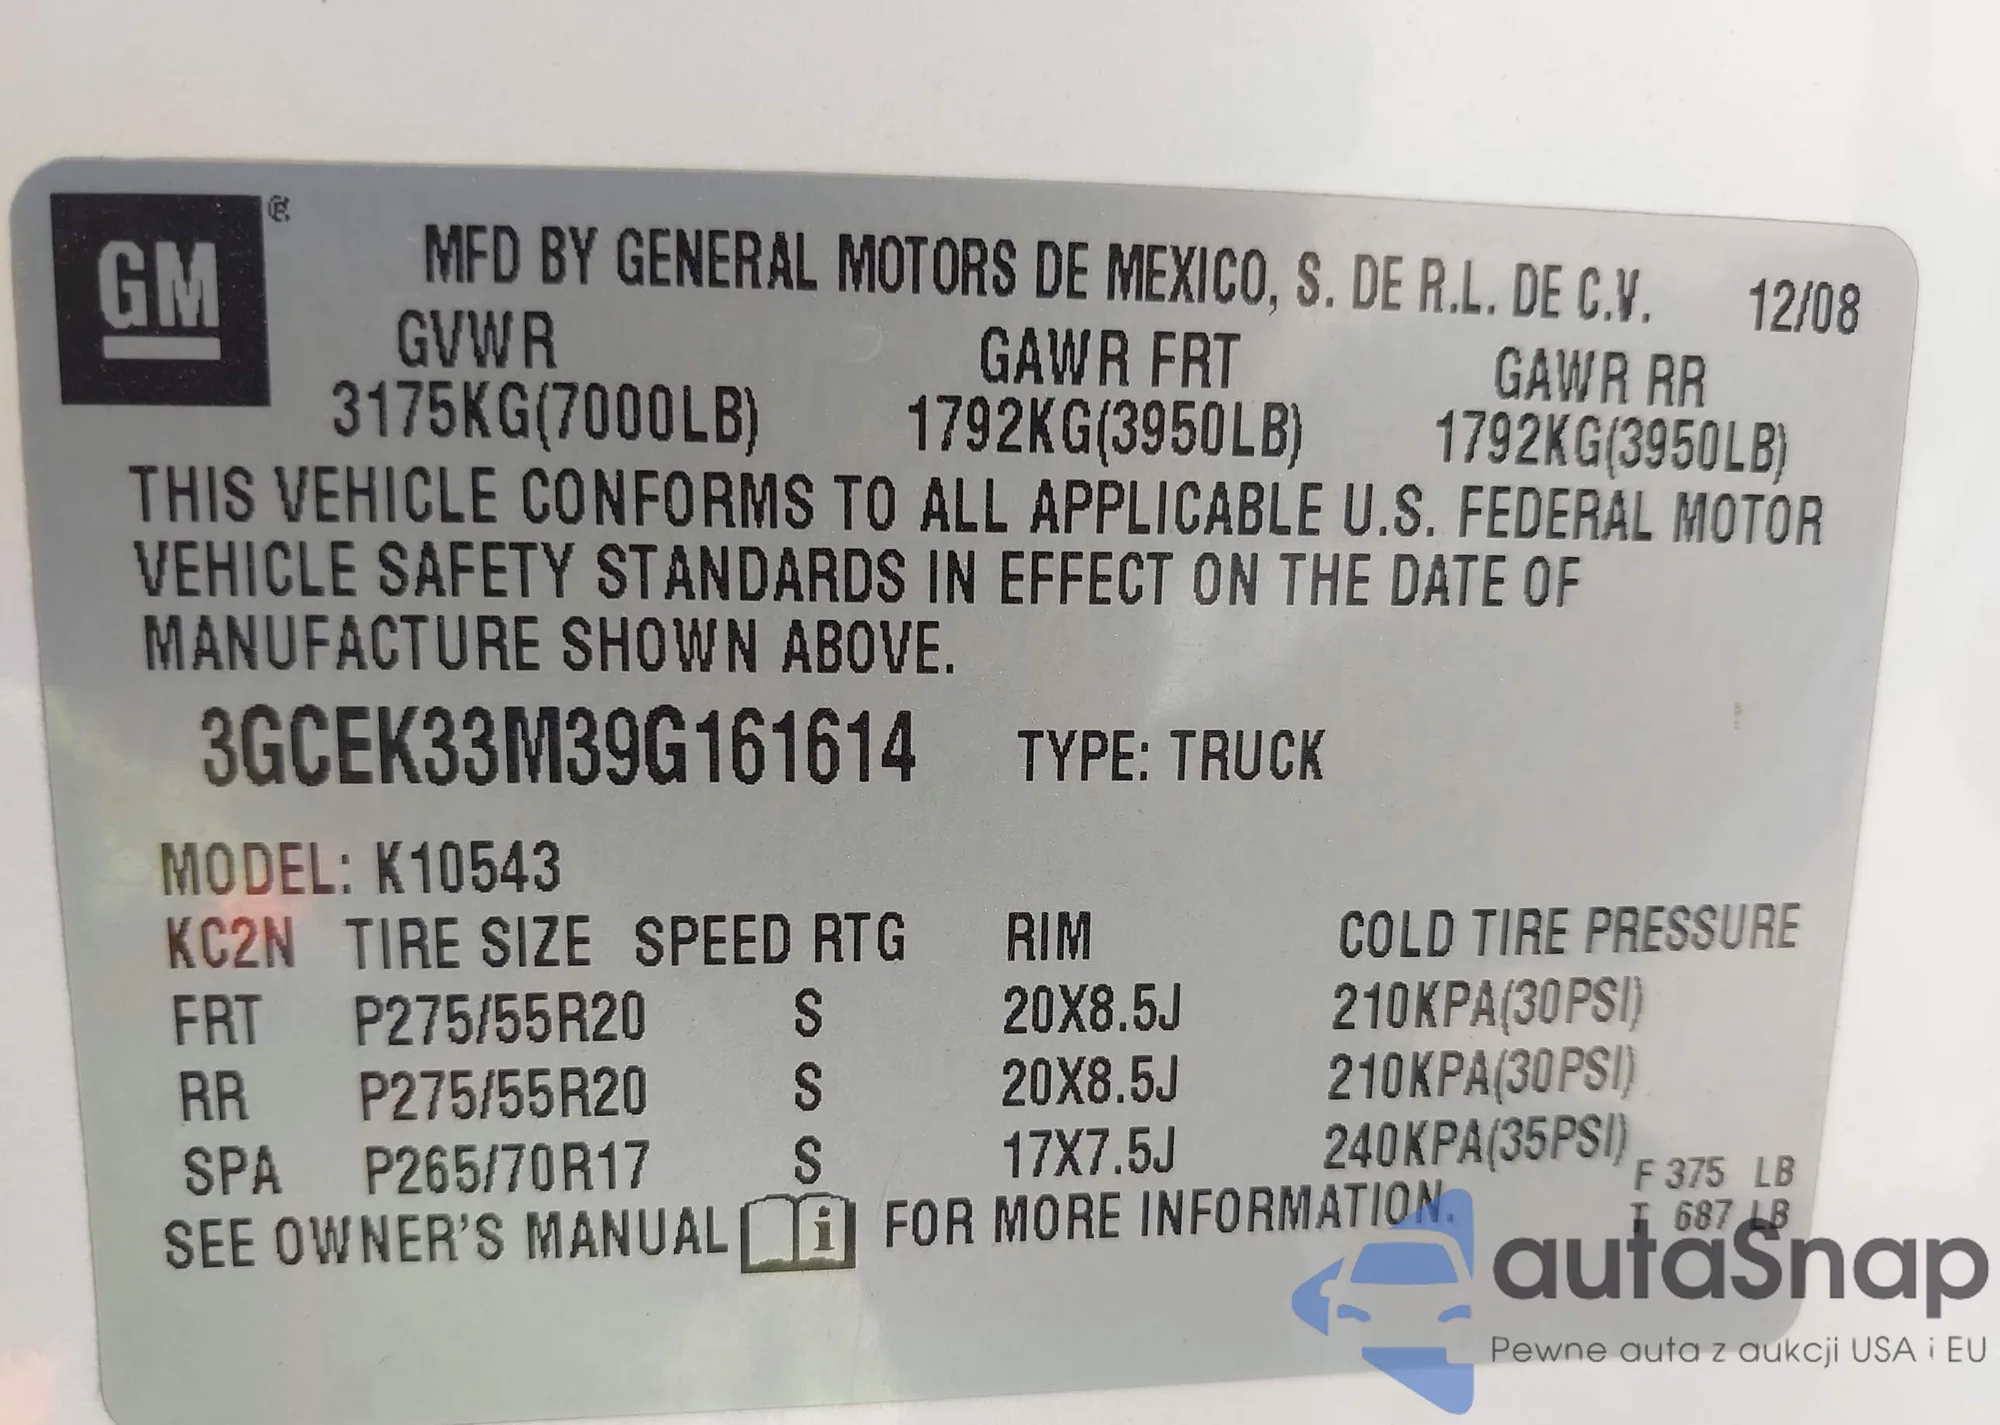 GM ®
MFD BY GENERAL MOTORS DE MEXICO, S. DE R.L. DE C.V. 12/08
GVWR GAWR FRT GAWR RR
3175KG(7000LB) 1792KG(3950LB) 1792KG(3950LB)
THIS VEHICLE CONFORMS TO ALL APPLICABLE U.S. FEDERAL MOTOR
VEHICLE SAFETY STANDARDS IN EFFECT ON THE DATE OF
MANUFACTURE SHOWN ABOVE.
3GCEK33M39G161614 TYPE: TRUCK
MODEL: K10543
KC2N TIRE SIZE SPEED RTG RIM COLD TIRE PRESSURE
FRT P275/55R20 S 20X8.5J 210KPA(30PSI)
RR P275/55R20 S 20X8.5J 210KPA(30PSI)
SPA P265/70R17 S 17X7.5J 240KPA(35PSI)
F 375 LB
T 687 LB
SEE OWNER'S MANUAL i FOR MORE INFORMATION.
autaSnap
Pewne auta z aukcji USA i EU